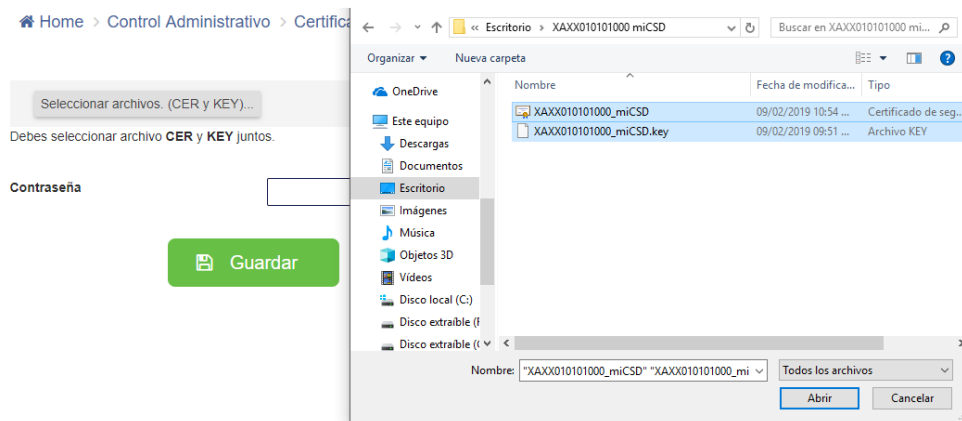 Home > Control Administrativo > Certifica
Seleccionar archivos. (CER y KEY)...
Debes seleccionar archivo CER y KEY juntos.
Contraseña
Guardar
« Escritorio > XAXX010101000 miCSD
Buscar en XAXX010101000 mi...
Organizar
Nueva carpeta
Nombre
Fecha de modifica...
Tipo
OneDrive
Este equipo
Descargas
Documentos
Escritorio
Imágenes
Música
Objetos 3D
Vídeos
Disco local (C:)
Disco extraíble (F
Disco extraíble (
XAXX010101000_miCSD 09/02/2019 10:54 ... Certificado de seg...
XAXX010101000_miCSD.key 09/02/2019 09:51 ... Archivo KEY
Nombre: "XAXX010101000_miCSD" "XAXX010101000_mi
Todos los archivos
Abrir
Cancelar